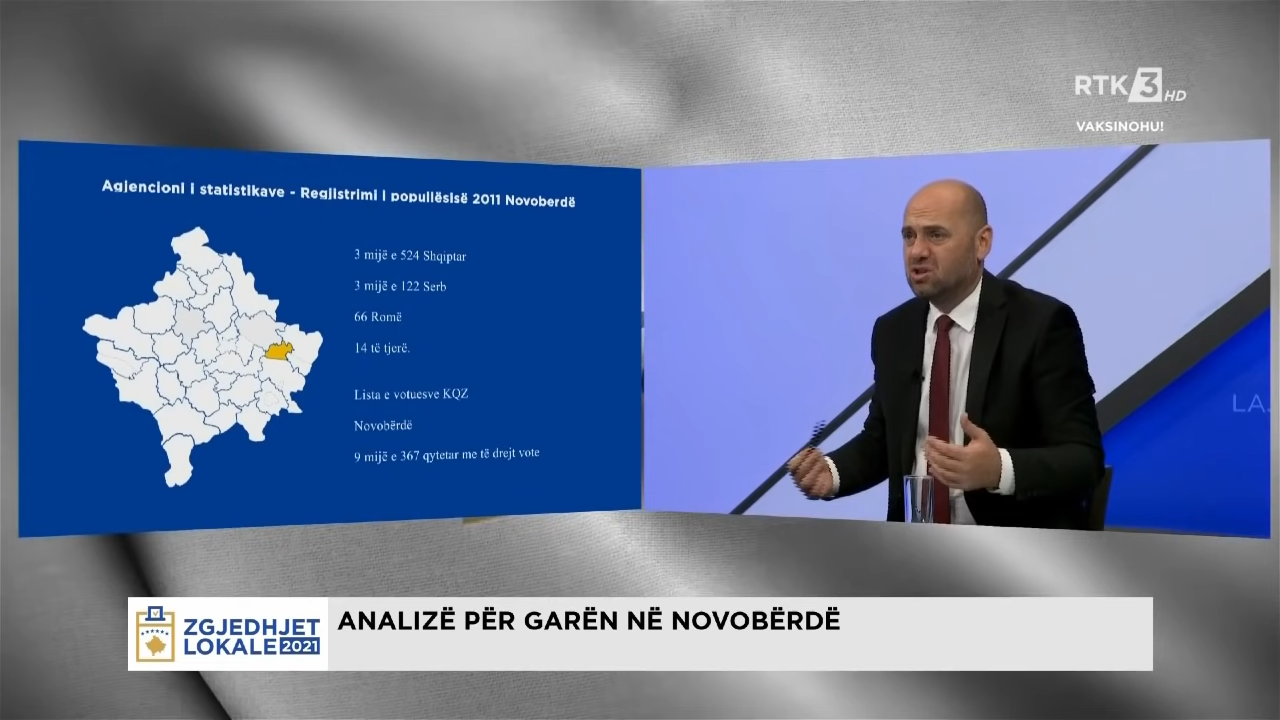 RTK 3 HD
VAKSINOHU!
Agjencioni i statistikave - Regjistrimi i popullësisë 2011 Novoberdë
3 mijë e 524 Shqiptar
3 mijë e 122 Serb
66 Romë
14 të tjerë.
Lista e votuesve KQZ
Novobërdë
9 mijë e 367 qytetar me të drejt vote
LAJ
ZGJEDHJET
LOKALE 2021
ANALIZË PËR GARËN NË NOVOBËRDË